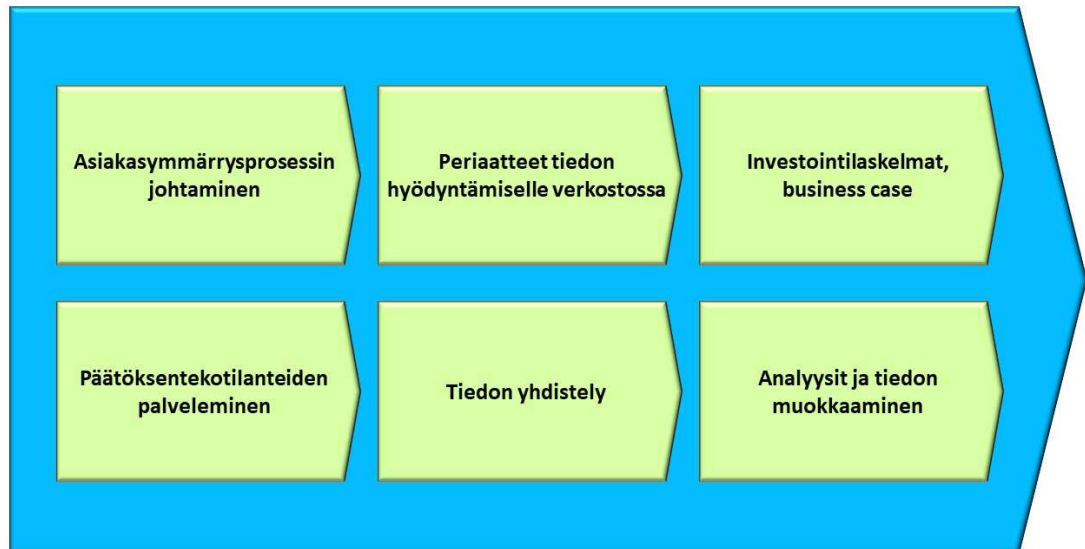 Asiakasymmärrysprosessin
johtaminen
Periaatteet tiedon
hyödyntämiselle verkostossa
Investointilaskelmat,
business case
Päätöksentekotilanteiden
palveleminen
Tiedon yhdistely
Analyysit ja tiedon
muokkaaminen